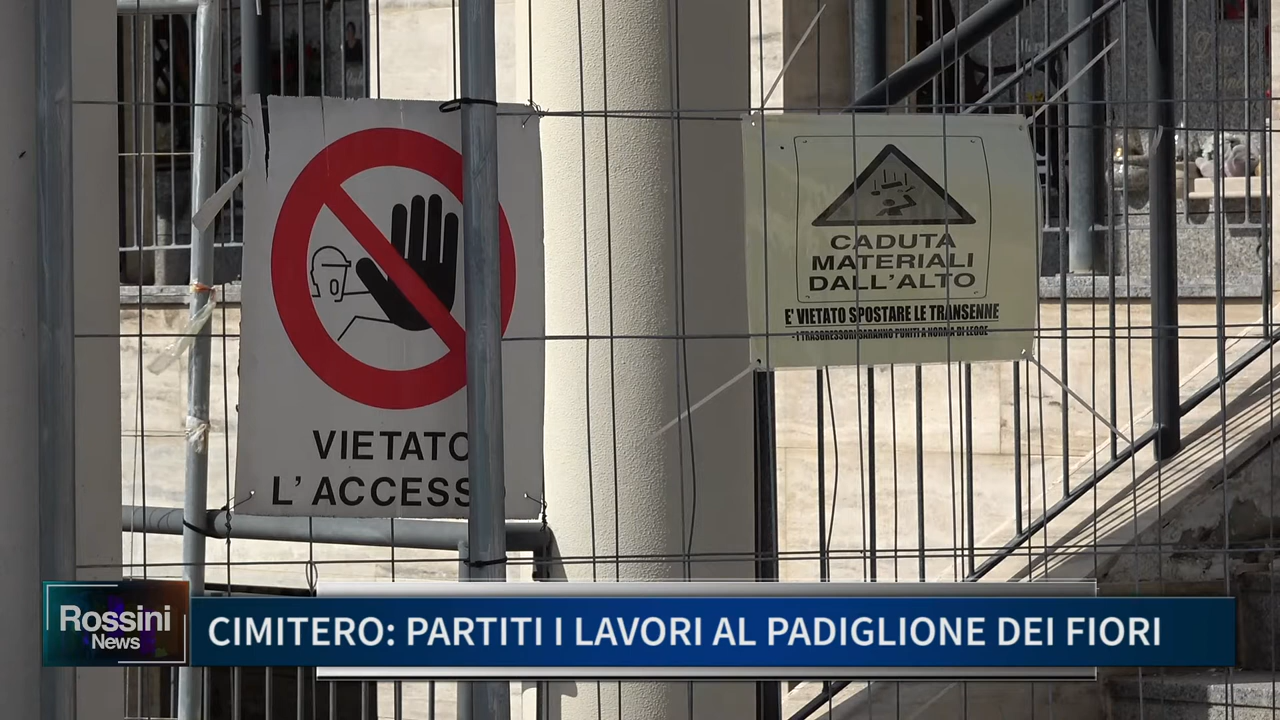 VIETATO
L'ACCESS
CADUTA
MATERIALI
DALL'ALTO
E' VIETATO SPOSTARE LE TRANSENNE
- I TRASGRESSORI SARANNO PUNITI A NORMA DI LEGGE
Rossini
News
CIMITERO: PARTITI I LAVORI AL PADIGLIONE DEI FIORI